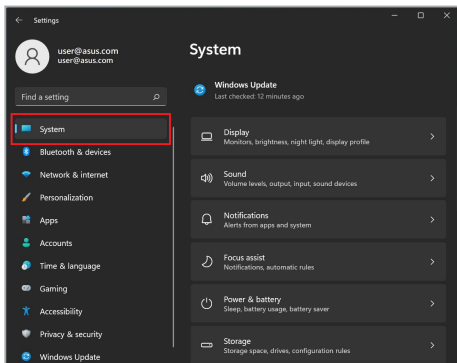 Settings
user@asus.com
user@asus.com
Find a setting
System
Bluetooth & devices
Network & internet
Personalization
Apps
Accounts
Time & language
Gaming
Accessibility
Privacy & security
Windows Update
System
Windows Update
Last checked: 12 minutes ago
Display
Monitors, brightness, night light, display profile
Sound
Volume levels, output, input, sound devices
Notifications
Alerts from apps and system
Focus assist
Notifications, automatic rules
Power & battery
Sleep, battery usage, battery saver
Storage
Storage space, drives, configuration rules